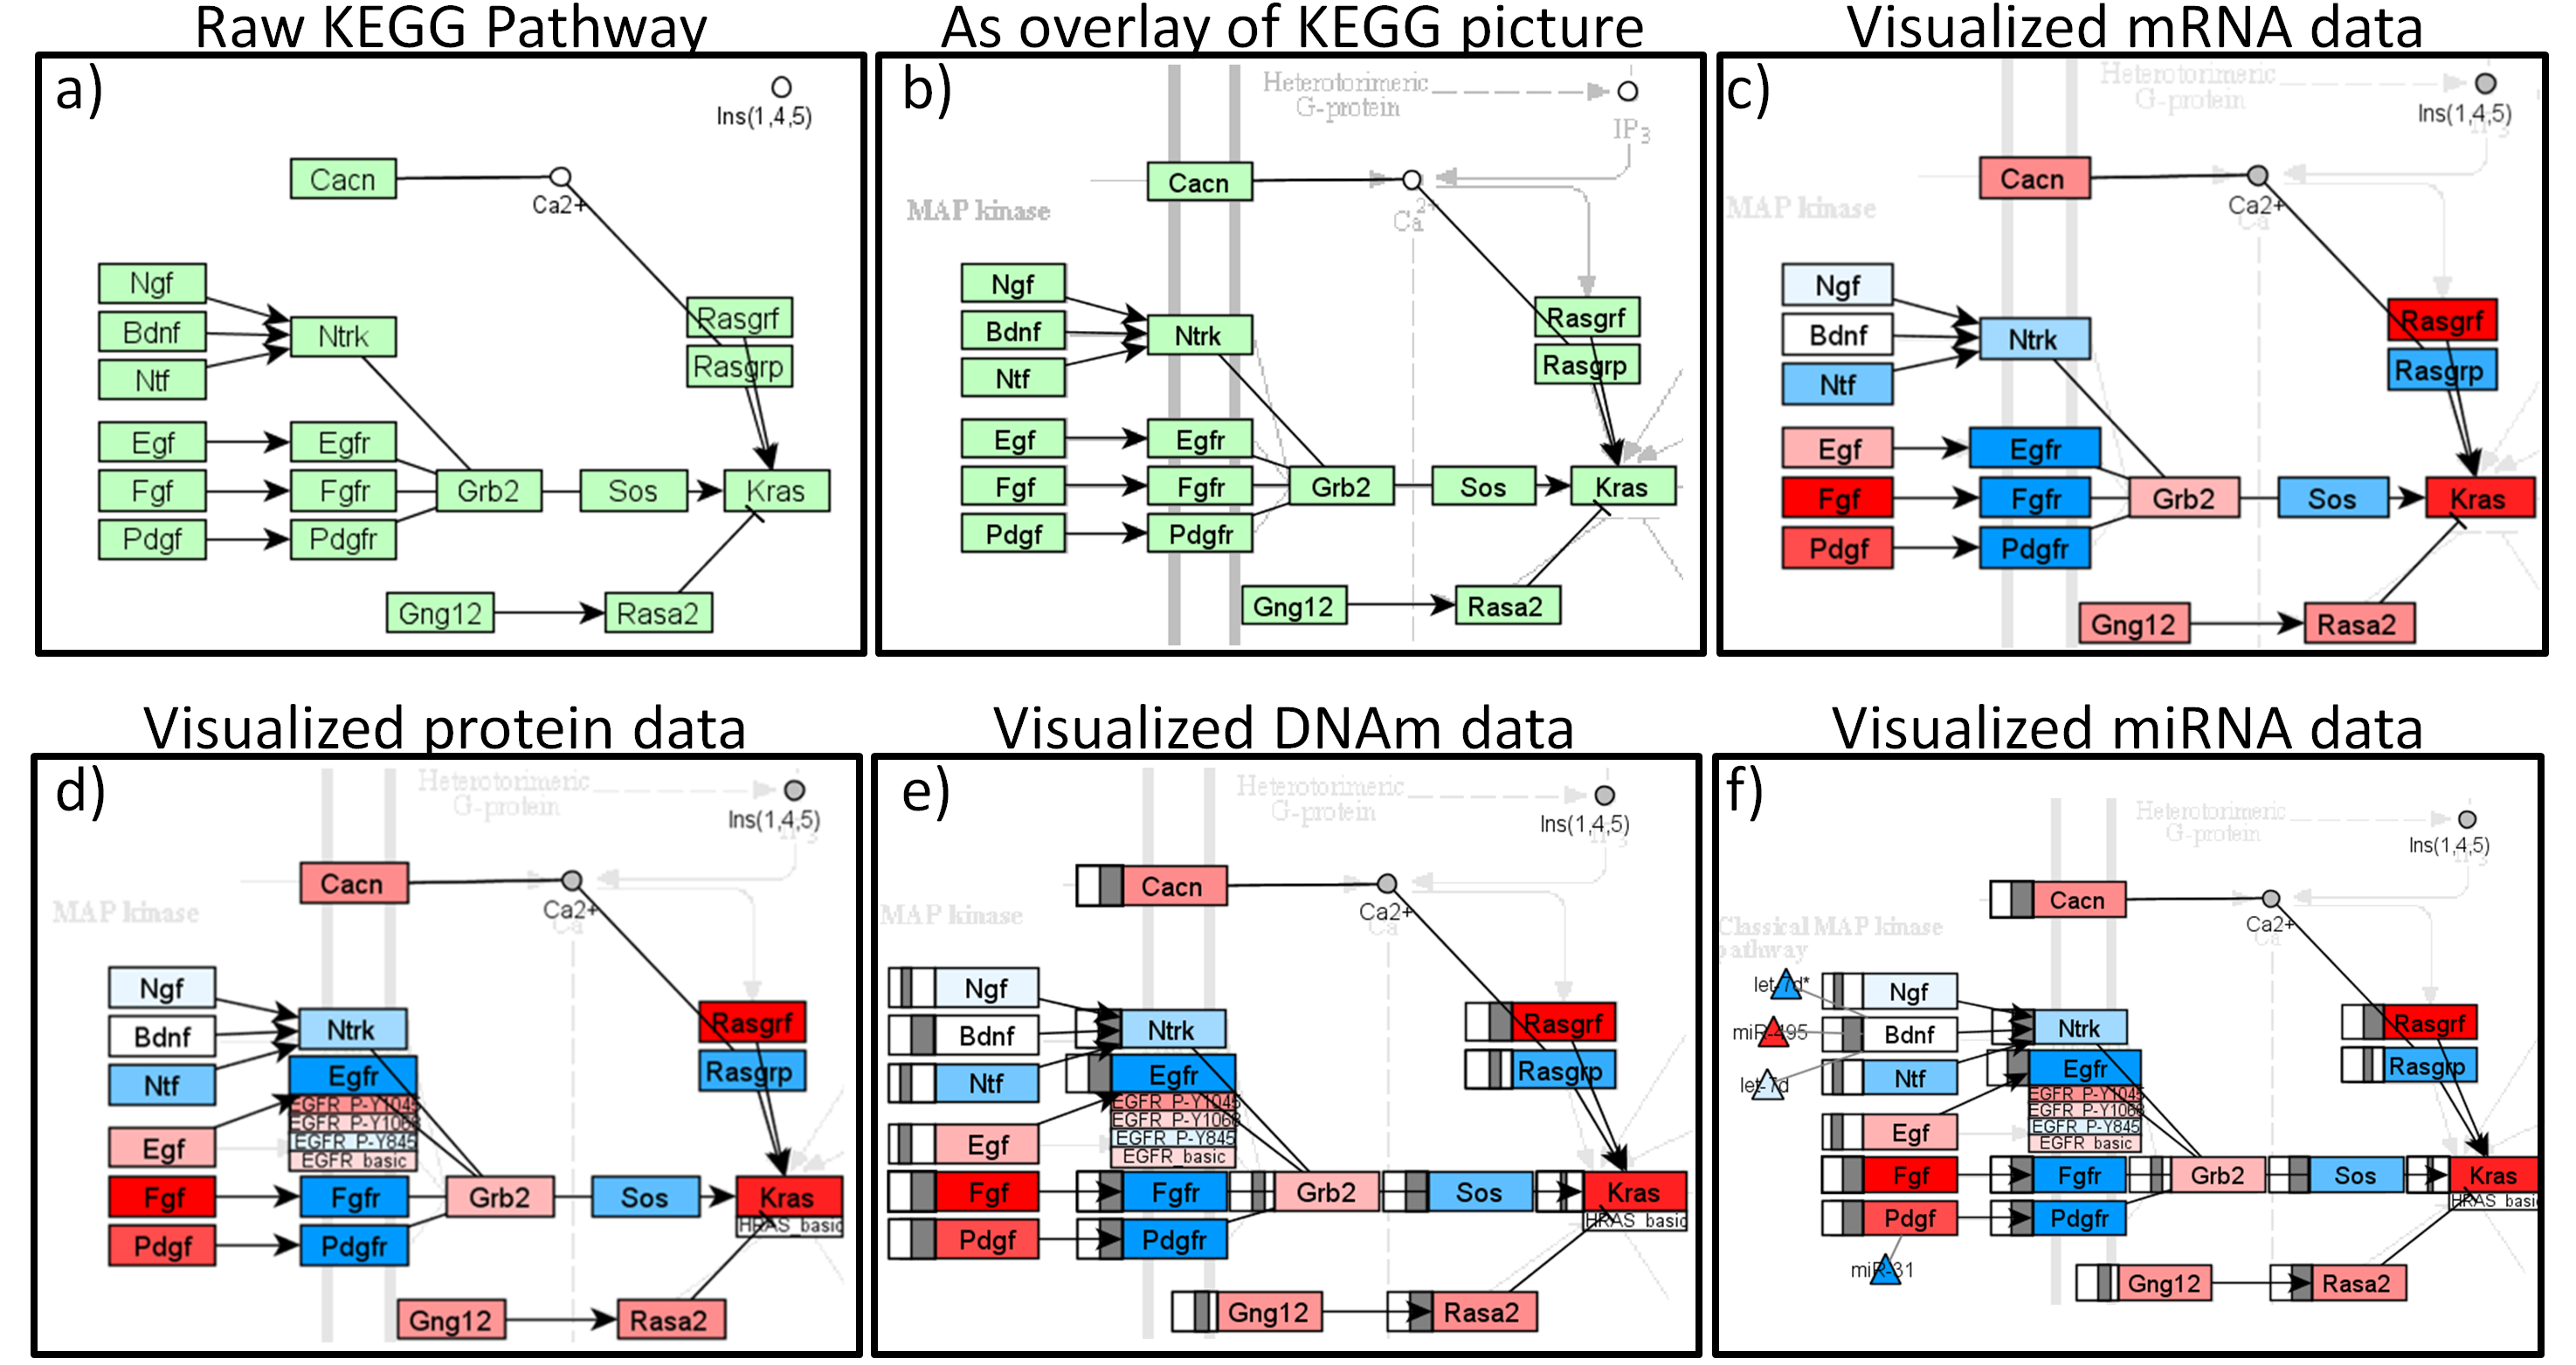 Raw KEGG Pathway
a)
Ins(1,4,5)
Cacn
Ca2+
Ngf
Bdnf
Ntf
Ntrk
Rasgrf
Rasgrp
Egf
Egfr
Fgf
Fgfr
Grb2
Sos
Kras
Pdgf
Pdgfr
Gng12
Rasa2
As overlay of KEGG picture
b)
Heterotorimeric
G-protein
IP3
Cacn
MAP kinase
Ca2+
Ngf
Bdnf
Ntf
Ntrk
Rasgrf
Rasgrp
Egf
Egfr
Fgf
Fgfr
Grb2
Sos
Kras
Pdgf
Pdgfr
Gng12
Rasa2
Visualized mRNA data
c)
Heterotorimeric
G-protein
Ins(1,4,5)
Cacn
MAP kinase
Ca2+
Ca
Ngf
Bdnf
Ntf
Ntrk
Rasgrf
Rasgrp
Egf
Egfr
Fgf
Fgfr
Grb2
Sos
Kras
Pdgf
Pdgfr
Gng12
Rasa2
Visualized protein data
d)
Heterotorimeric
G-protein
Ins(1,4,5)
Cacn
MAP kinase
Ca2+
Ca
Ngf
Bdnf
Ntf
Ntrk
Rasgrf
Rasgrp
Egfr
EGFR_P-Y1045
EGFR_P-Y1068
EGFR_P-Y845
EGFR_basic
Egf
Fgf
Fgfr
Grb2
Sos
Kras
HRAS_basic
Pdgf
Pdgfr
Gng12
Rasa2
Visualized DNAm data
e)
Heterotorimeric
G-protein
Ins(1,4,5)
Cacn
MAP kinase
Ca2+
Ca
Ngf
Bdnf
Ntf
Ntrk
Rasgrf
Rasgrp
Egfr
EGFR_P-Y1045
EGFR_P-Y1068
EGFR_P-Y845
EGFR_basic
Egf
Fgf
Fgfr
Grb2
Sos
Kras
HRAS_basic
Pdgf
Pdgfr
Gng12
Rasa2
Visualized miRNA data
f)
Heterotorimeric
G-protein
Ins(1,4,5)
Cacn
Classical MAP kinase
pathway
Ca2+
Ca
let-7d*
miR-495
let-7d
Ngf
Bdnf
Ntf
Ntrk
Rasgrf
Rasgrp
Egfr
EGFR_P-Y1045
EGFR_P-Y1068
EGFR_P-Y845
EGFR_basic
Egf
Fgf
Fgfr
Grb2
Sos
Kras
HRAS_basic
Pdgf
Pdgfr
miR-31
Gng12
Rasa2